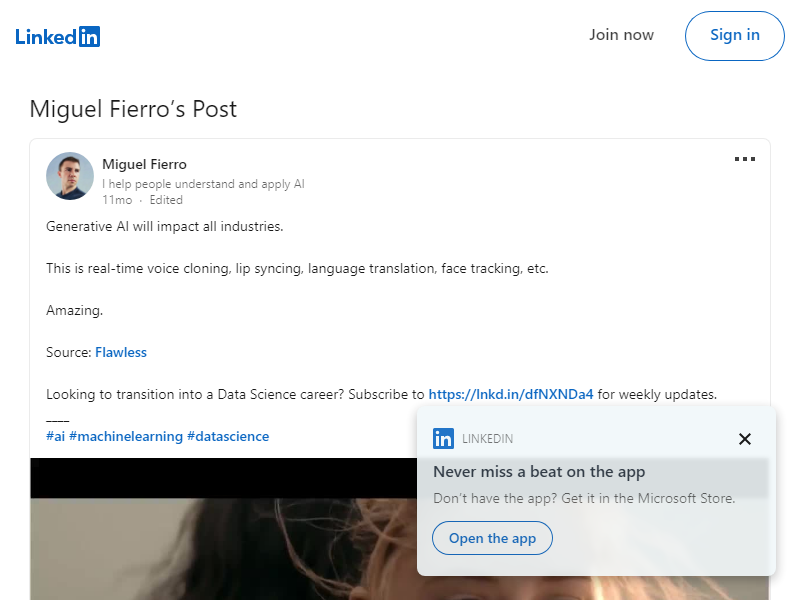 LinkedIn
Join now
Sign in
Miguel Fierro’s Post
Miguel Fierro
I help people understand and apply AI
11mo · Edited
Generative AI will impact all industries.
This is real-time voice cloning, lip syncing, language translation, face tracking, etc.
Amazing.
Source: Flawless
Looking to transition into a Data Science career? Subscribe to https://lnkd.in/dfNXNDa4 for weekly updates.
____
#ai #machinelearning #datascience
in LINKEDIN
Never miss a beat on the app
Don’t have the app? Get it in the Microsoft Store.
Open the app